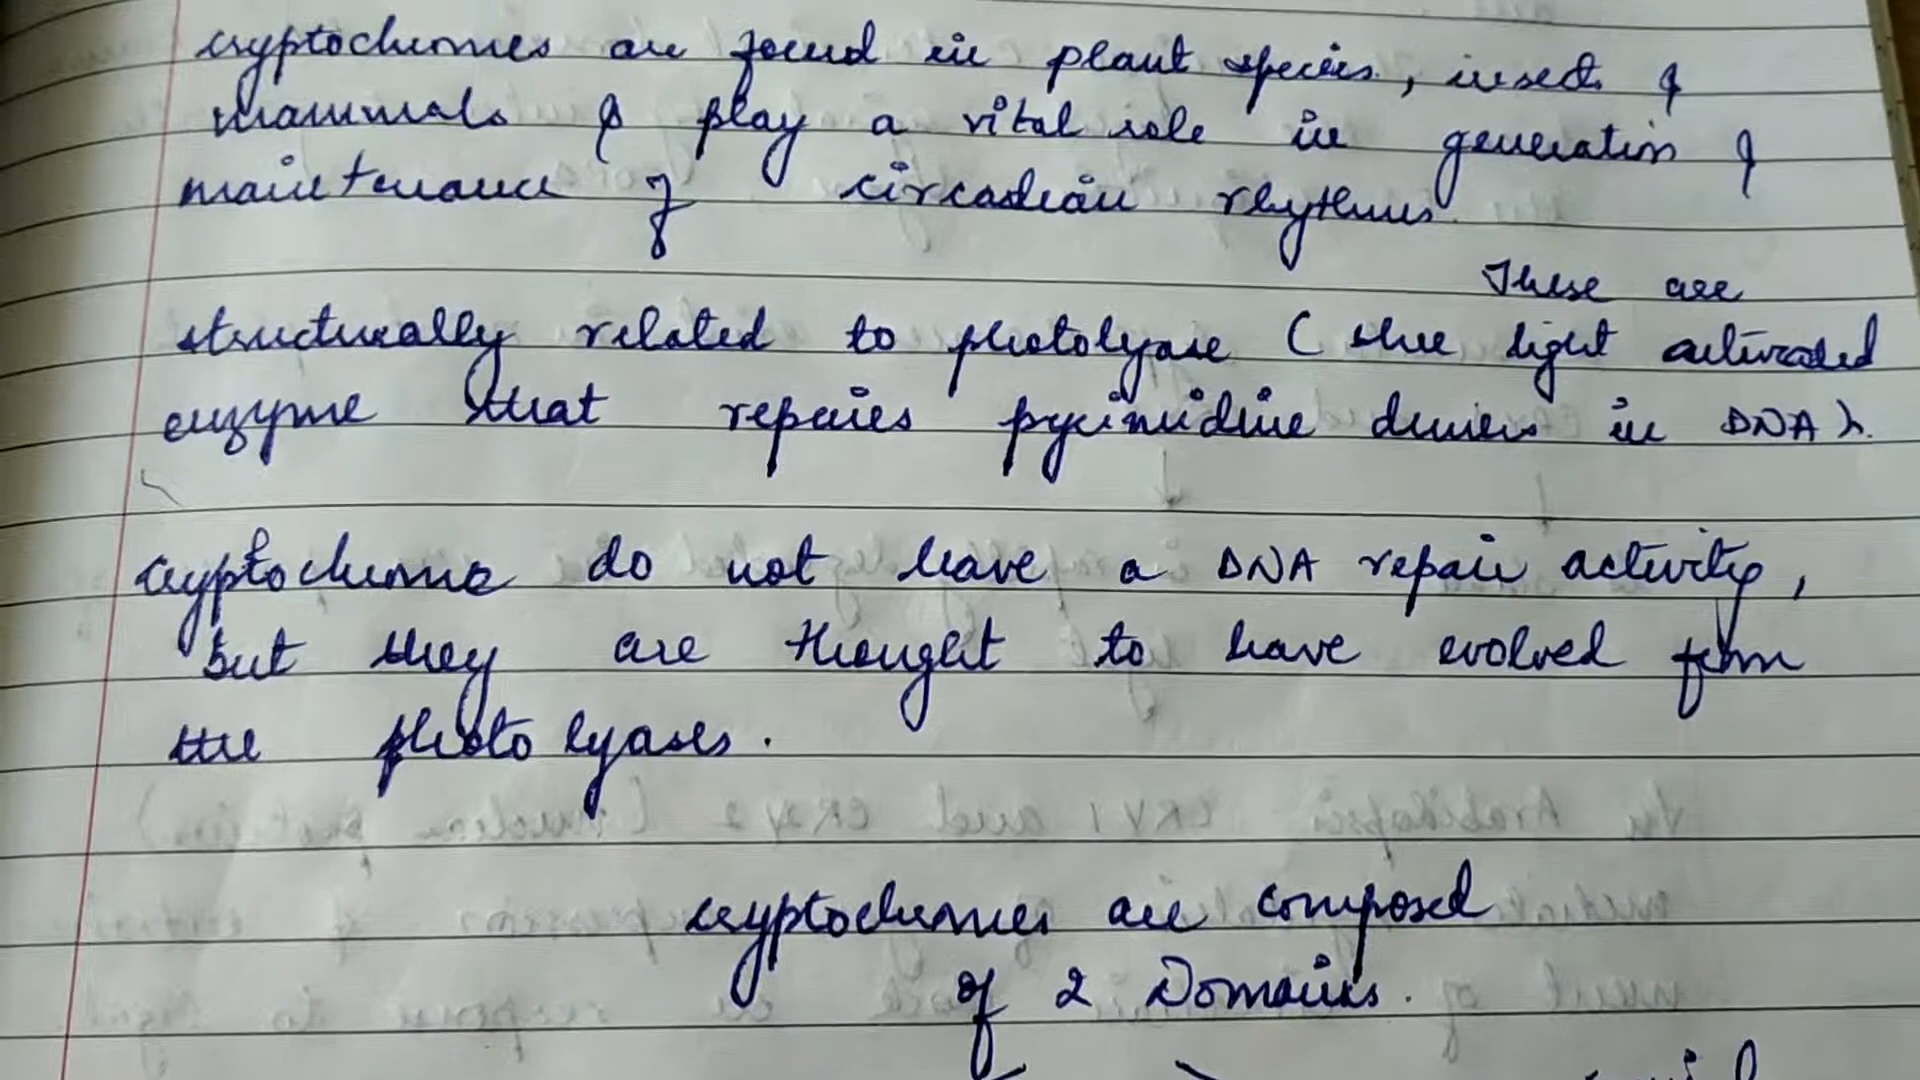 cryptochromes are found in plant species, insects &
mammals & play a vital role in generation &
maintenance of circadian rhythms.
These are
structurally related to photolyase ( blue light activated
enzyme that repaies pyrimidine dimers in DNA ).
cryptochrome do not have a DNA repair activity,
but they are thought to have evolved from
the photolyases.
cryptochromes are composed
of 2 Domains.